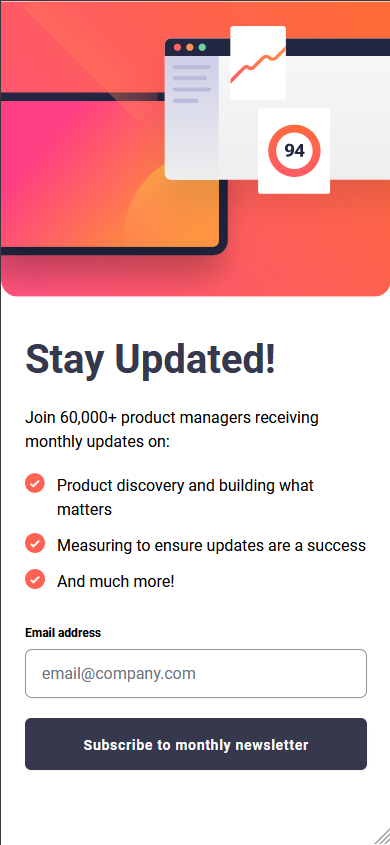 94
Stay Updated!
Join 60,000+ product managers receiving
monthly updates on:
Product discovery and building what
matters
Measuring to ensure updates are a success
And much more!
Email address
email@company.com
Subscribe to monthly newsletter